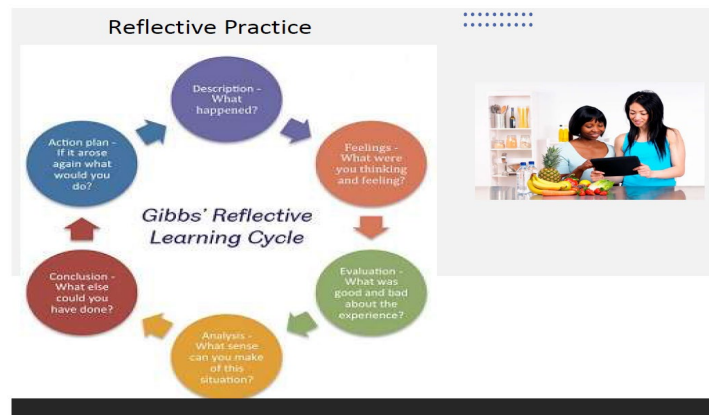 Reflective Practice
Description -
What
happened?
Feelings -
What were
you thinking
and feeling?
Evaluation -
What was
good and bad
about the
experience?
Analysis -
What sense
can you make
of this
situation?
Conclusion -
What else
could you
have done?
Action plan -
If it arose
again what
would you
do?
Gibbs' Reflective
Learning Cycle